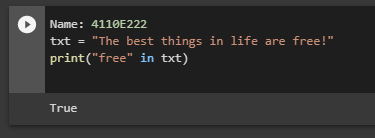 Name: 4110E222
txt = "The best things in life are free!"
print("free" in txt)
True